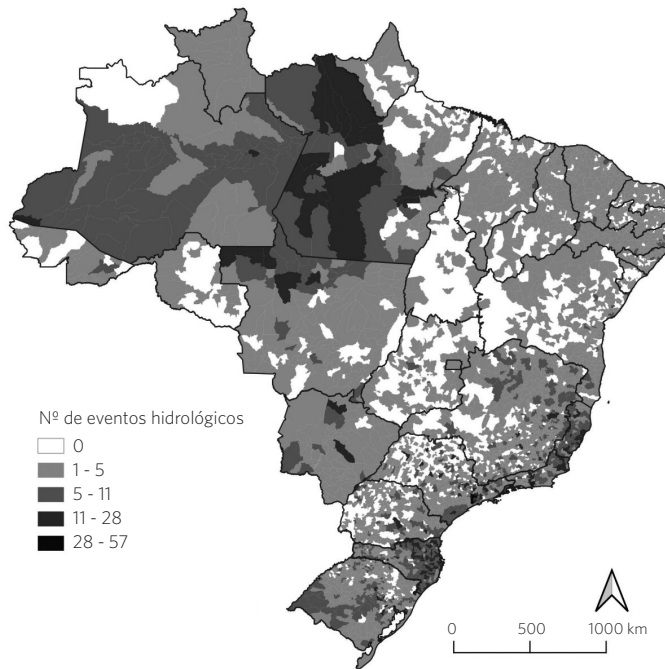 Nº de eventos hidrológicos
0
1 - 5
5 - 11
11 - 28
28 - 57
0 500 1000 km